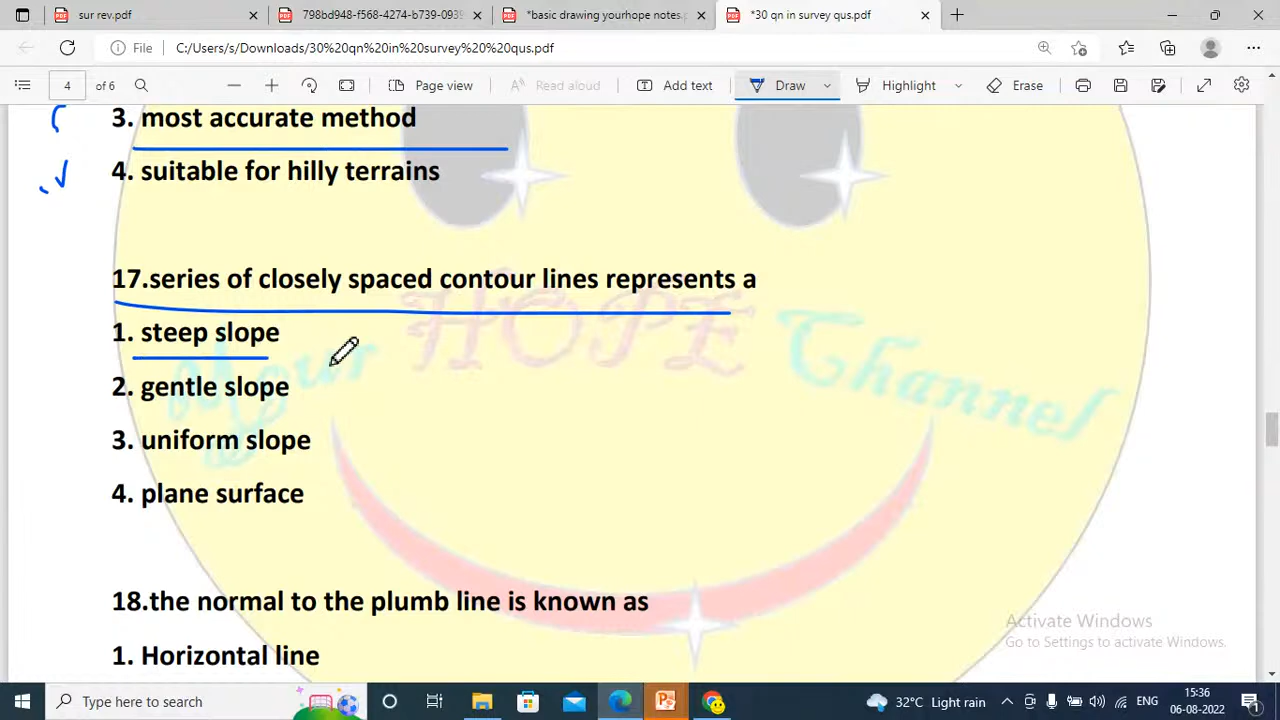 sur rev.pdf
798bd948-f568-4274-b739-0939
*basic drawing yourhope notes.p
*30 qn in survey qus.pdf
File
C:/Users/s/Downloads/30%20qn%20in%20survey%20%20qus.pdf
4 of 6
Page view
Read aloud
Add text
Draw
Highlight
Erase
3. most accurate method
4. suitable for hilly terrains
17.series of closely spaced contour lines represents a
1. steep slope
2. gentle slope
3. uniform slope
4. plane surface
Your HOPE Channel
18.the normal to the plumb line is known as
1. Horizontal line
Activate Windows
Go to Settings to activate Windows.
Type here to search
32°C Light rain
ENG
15:36
06-08-2022